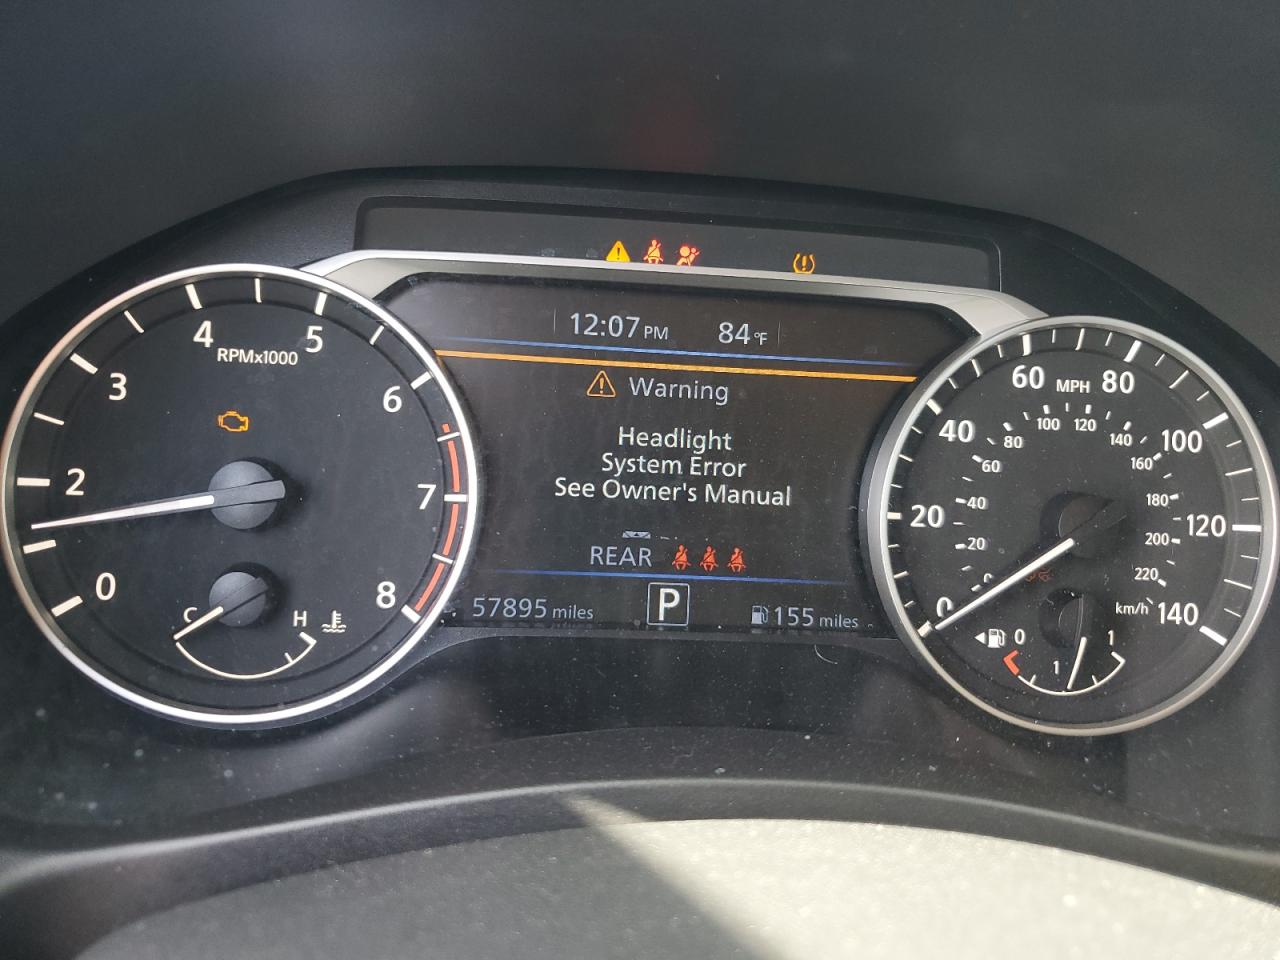 12:07 PM 84°F
Warning
Headlight
System Error
See Owner's Manual
REAR
57895 miles P 155 miles
0
2
3
4
5
6
7
8
RPMx1000
C H
0
20
40
60
80
100
120
140
MPH
0
20
40
60
80
100
120
140
160
180
200
220
km/h
0 1 1